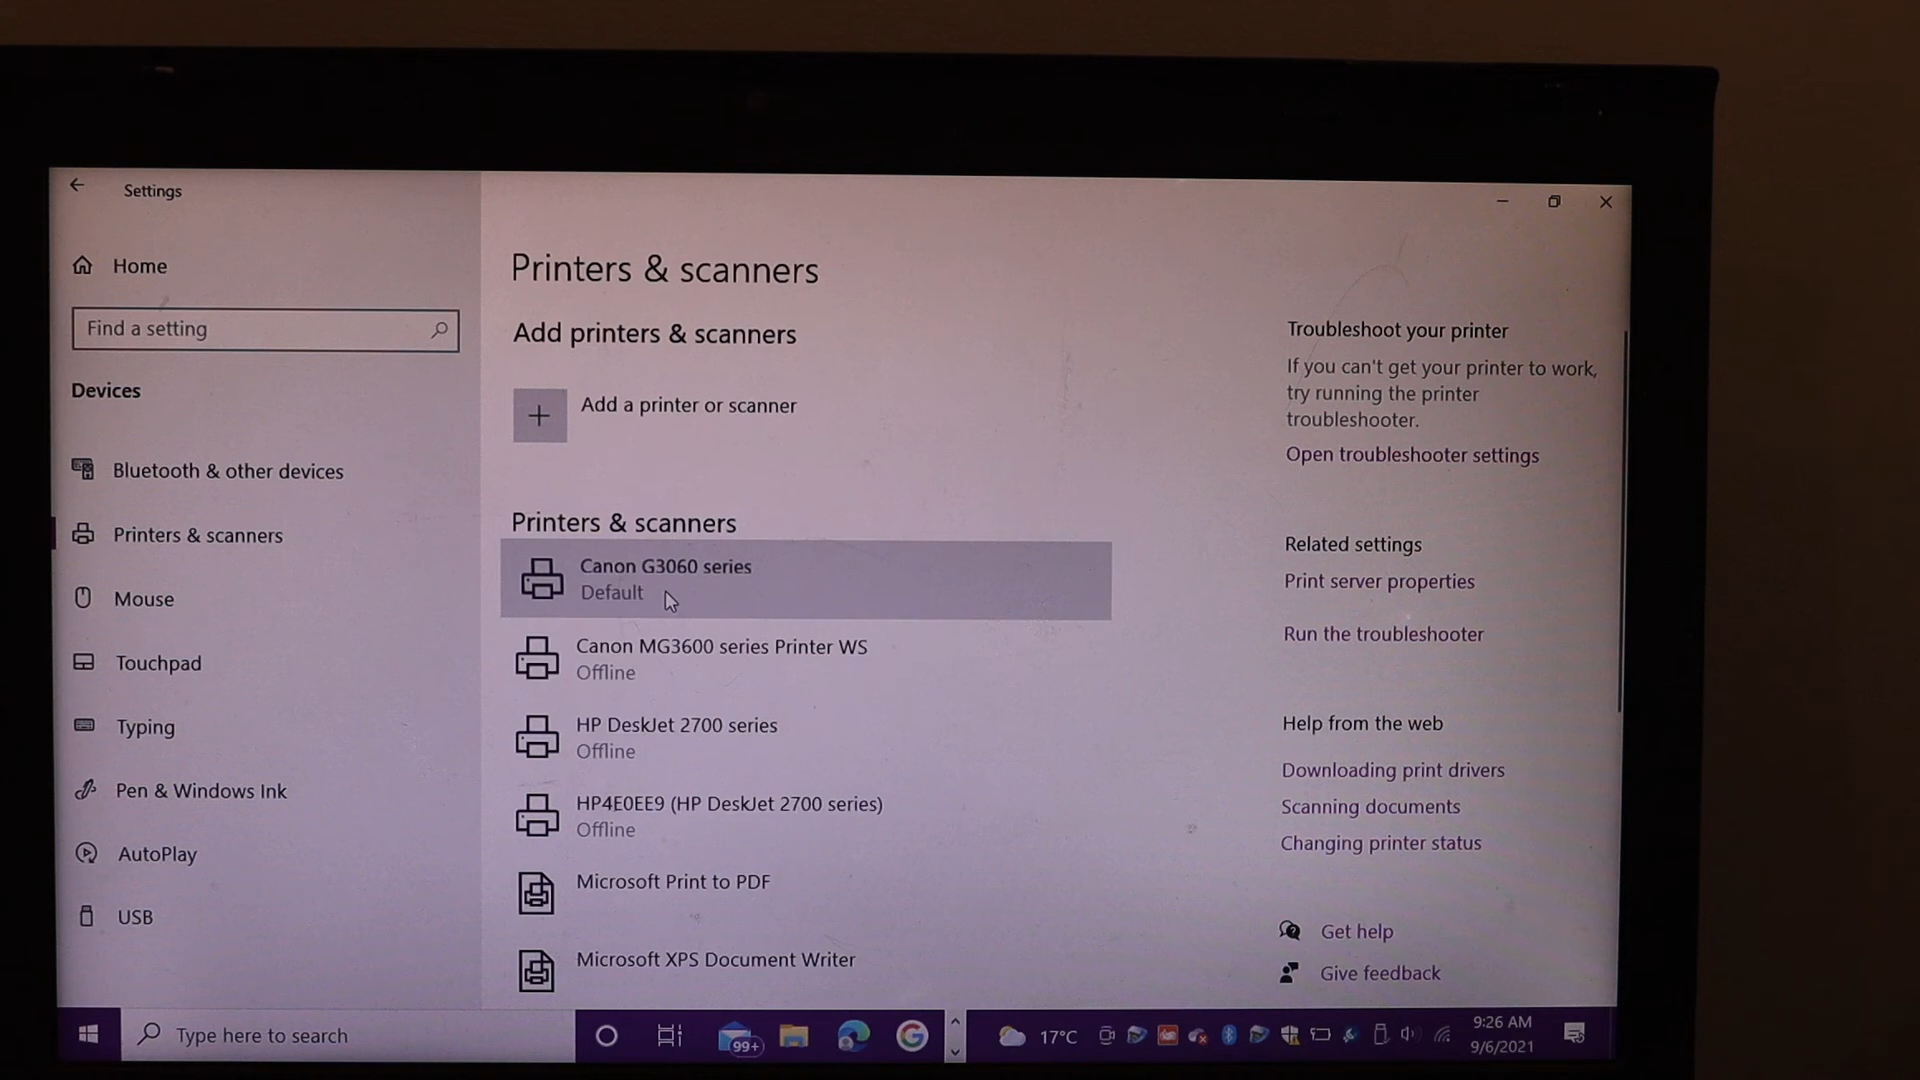 Settings
Home
Find a setting
Devices
Bluetooth & other devices
Printers & scanners
Mouse
Touchpad
Typing
Pen & Windows Ink
AutoPlay
USB
Printers & scanners
Add printers & scanners
Add a printer or scanner
Printers & scanners
Canon G3060 series
Default
Canon MG3600 series Printer WS
Offline
HP DeskJet 2700 series
Offline
HP4E0EE9 (HP DeskJet 2700 series)
Offline
Microsoft Print to PDF
Microsoft XPS Document Writer
Troubleshoot your printer
If you can't get your printer to work,
try running the printer
troubleshooter.
Open troubleshooter settings
Related settings
Print server properties
Run the troubleshooter
Help from the web
Downloading print drivers
Scanning documents
Changing printer status
Get help
Give feedback
Type here to search
99+
17°C
9:26 AM
9/6/2021